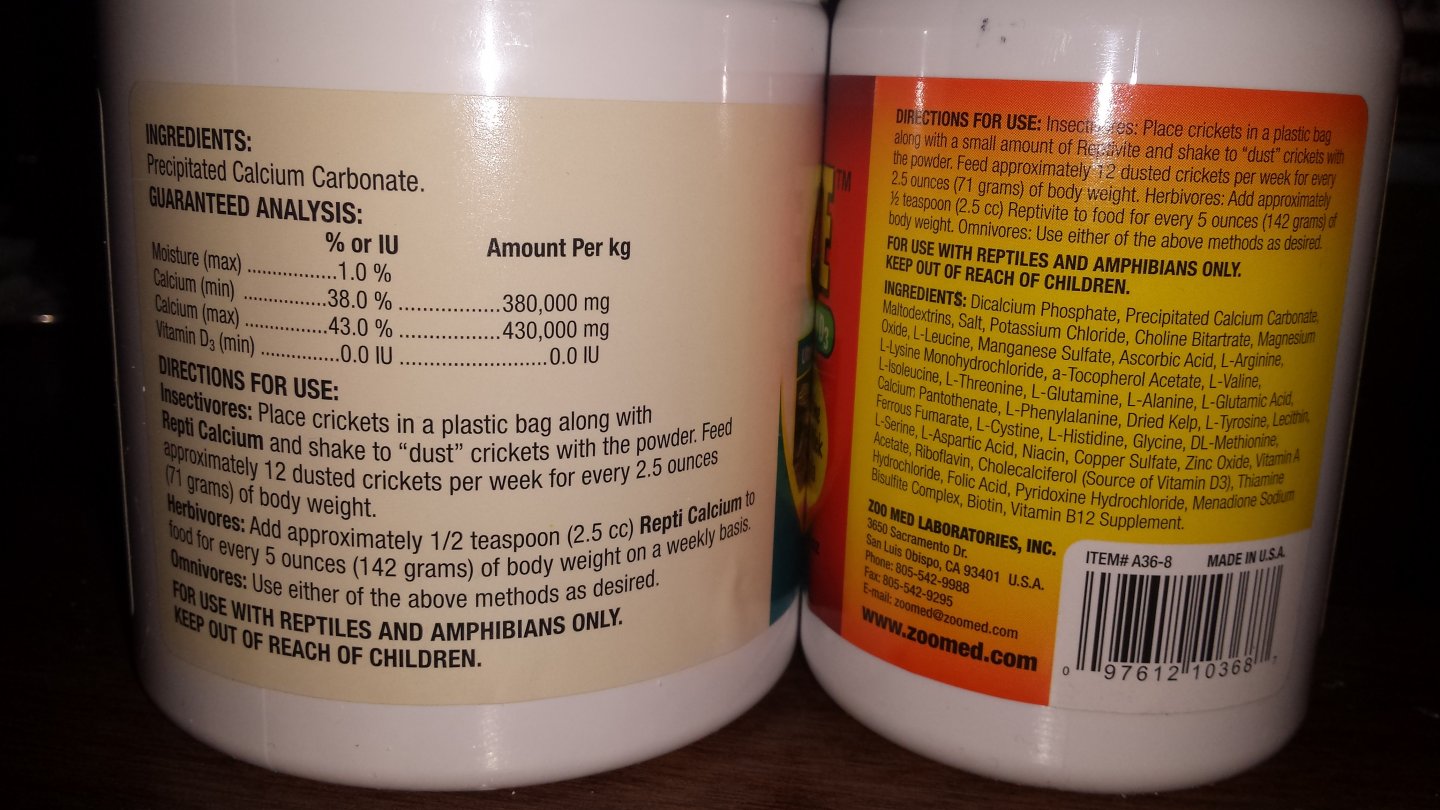 INGREDIENTS:
Precipitated Calcium Carbonate.
GUARANTEED ANALYSIS:
% or IU Amount Per kg
Moisture (max) ................1.0 %
Calcium (min) ...............38.0 % ..................380,000 mg
Calcium (max) ...............43.0 % ..................430,000 mg
Vitamin D3 (min) ..............0.0 IU ...........................0.0 IU
DIRECTIONS FOR USE:
Insectivores: Place crickets in a plastic bag along with
Repti Calcium and shake to “dust” crickets with the powder. Feed
approximately 12 dusted crickets per week for every 2.5 ounces
(71 grams) of body weight.
Herbivores: Add approximately 1/2 teaspoon (2.5 cc) Repti Calcium to
food for every 5 ounces (142 grams) of body weight on a weekly basis.
Omnivores: Use either of the above methods as desired.
FOR USE WITH REPTILES AND AMPHIBIANS ONLY.
KEEP OUT OF REACH OF CHILDREN.
E™
D3
DIRECTIONS FOR USE: Insectivores: Place crickets in a plastic bag
along with a small amount of Reptivite and shake to “dust” crickets with
the powder. Feed approximately 12 dusted crickets per week for every
2.5 ounces (71 grams) of body weight. Herbivores: Add approximately
½ teaspoon (2.5 cc) Reptivite to food for every 5 ounces (142 grams) of
body weight. Omnivores: Use either of the above methods as desired.
FOR USE WITH REPTILES AND AMPHIBIANS ONLY.
KEEP OUT OF REACH OF CHILDREN.
INGREDIENTS: Dicalcium Phosphate, Precipitated Calcium Carbonate,
Maltodextrins, Salt, Potassium Chloride, Choline Bitartrate, Magnesium
Oxide, L-Leucine, Manganese Sulfate, Ascorbic Acid, L-Arginine,
L-Lysine Monohydrochloride, a-Tocopherol Acetate, L-Valine,
L-Isoleucine, L-Threonine, L-Glutamine, L-Alanine, L-Glutamic Acid,
Calcium Pantothenate, L-Phenylalanine, Dried Kelp, L-Tyrosine, Lecithin,
Ferrous Fumarate, L-Cystine, L-Histidine, Glycine, DL-Methionine,
L-Serine, L-Aspartic Acid, Niacin, Copper Sulfate, Zinc Oxide, Vitamin A
Acetate, Riboflavin, Cholecalciferol (Source of Vitamin D3), Thiamine
Hydrochloride, Folic Acid, Pyridoxine Hydrochloride, Menadione Sodium
Bisulfite Complex, Biotin, Vitamin B12 Supplement.
ZOO MED LABORATORIES, INC.
3650 Sacramento Dr.
San Luis Obispo, CA 93401 U.S.A.
Phone: 805-542-9988
Fax: 805-542-9295
E-mail: zoomed@zoomed.com
www.zoomed.com
ITEM# A36-8 MADE IN U.S.A.
0 97612 10368 7